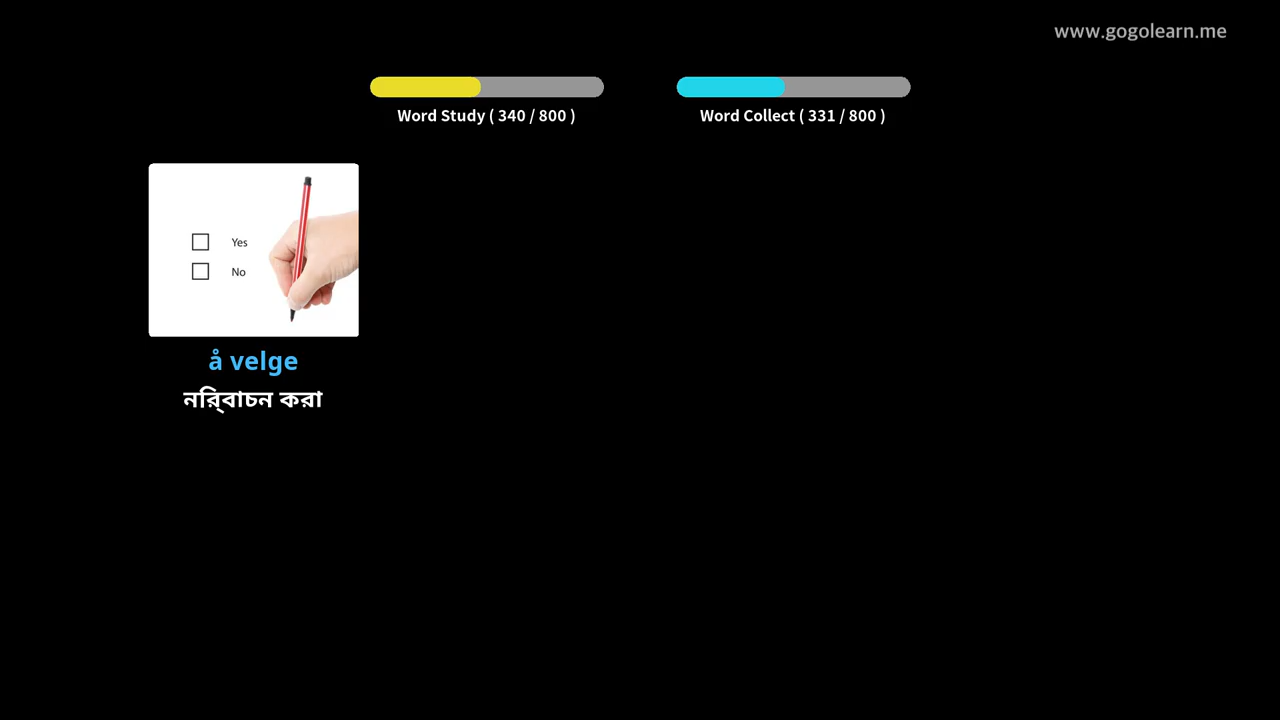 www.gogolearn.me
Word Study ( 340 / 800 )
Word Collect ( 331 / 800 )
Yes
No
å velge
নির্বাচন করা